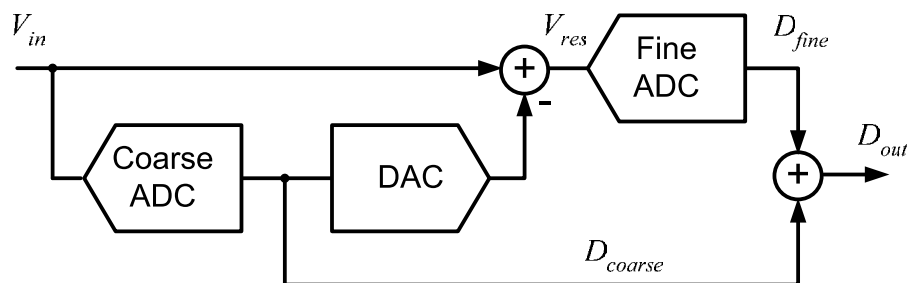 V_in
V_res
Fine
ADC
D_fine
+
-
Coarse
ADC
DAC
D_out
+
D_coarse